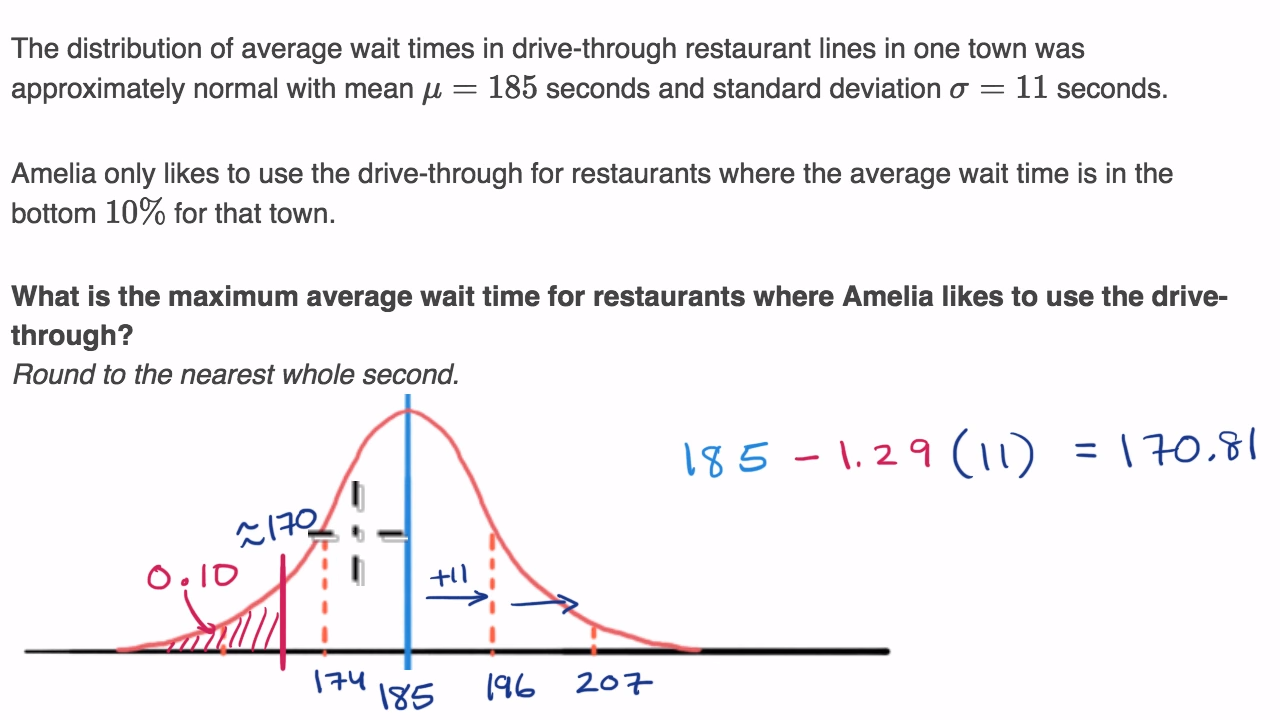 The distribution of average wait times in drive-through restaurant lines in one town was
approximately normal with mean μ = 185 seconds and standard deviation σ = 11 seconds.
Amelia only likes to use the drive-through for restaurants where the average wait time is in the
bottom 10% for that town.
What is the maximum average wait time for restaurants where Amelia likes to use the drive-
through?
Round to the nearest whole second.
185 - 1.29 (11) = 170.81
≈170
0.10
+11
174 185 196 207